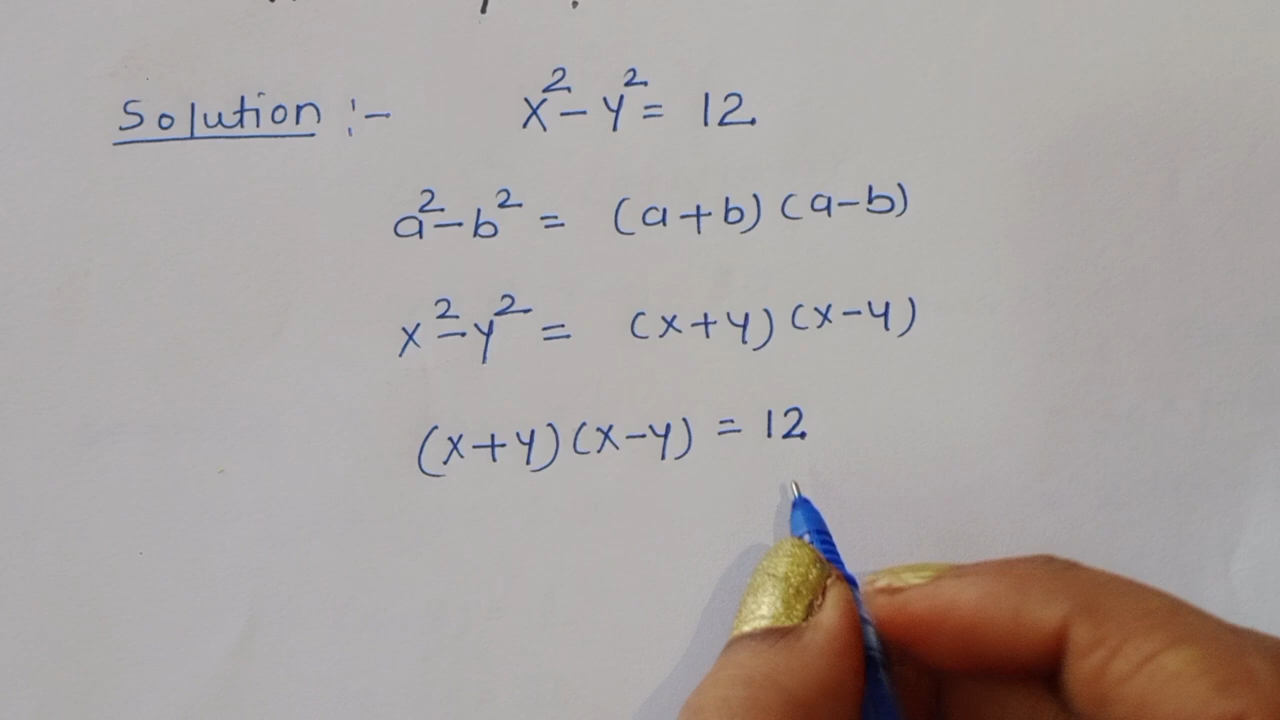 Solution :- x² - y² = 12.
a² - b² = (a+b) (a-b)
x² - y² = (x+y) (x-y)
(x+y) (x-y) = 12